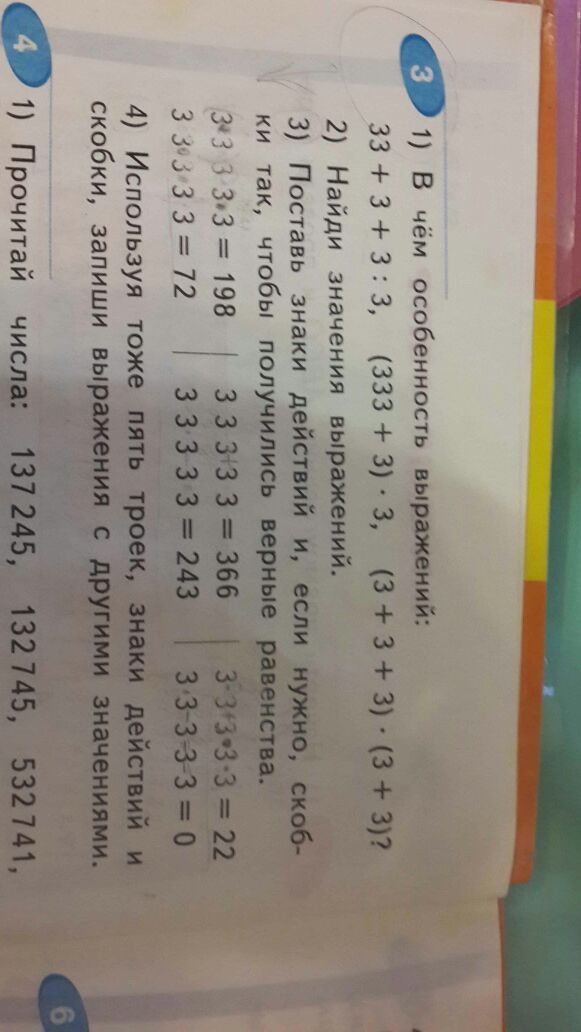 3 1) В чём особенность выражений:
33 + 3 + 3 : 3, (333 + 3) · 3, (3 + 3 + 3) · (3 + 3)?
2) Найди значения выражений.
3) Поставь знаки действий и, если нужно, скоб-
ки так, чтобы получились верные равенства.
3 3 3 3 3 = 198 | 3 3 3 3 3 = 366 | 3 3 3 3 3 = 22
3 3 3 3 3 = 72 | 3 3 3 3 3 = 243 | 3 3 3 3 3 = 0
4) Используя тоже пять троек, знаки действий и
скобки, запиши выражения с другими значениями.
4 1) Прочитай числа: 137 245, 132 745, 532 741,
6